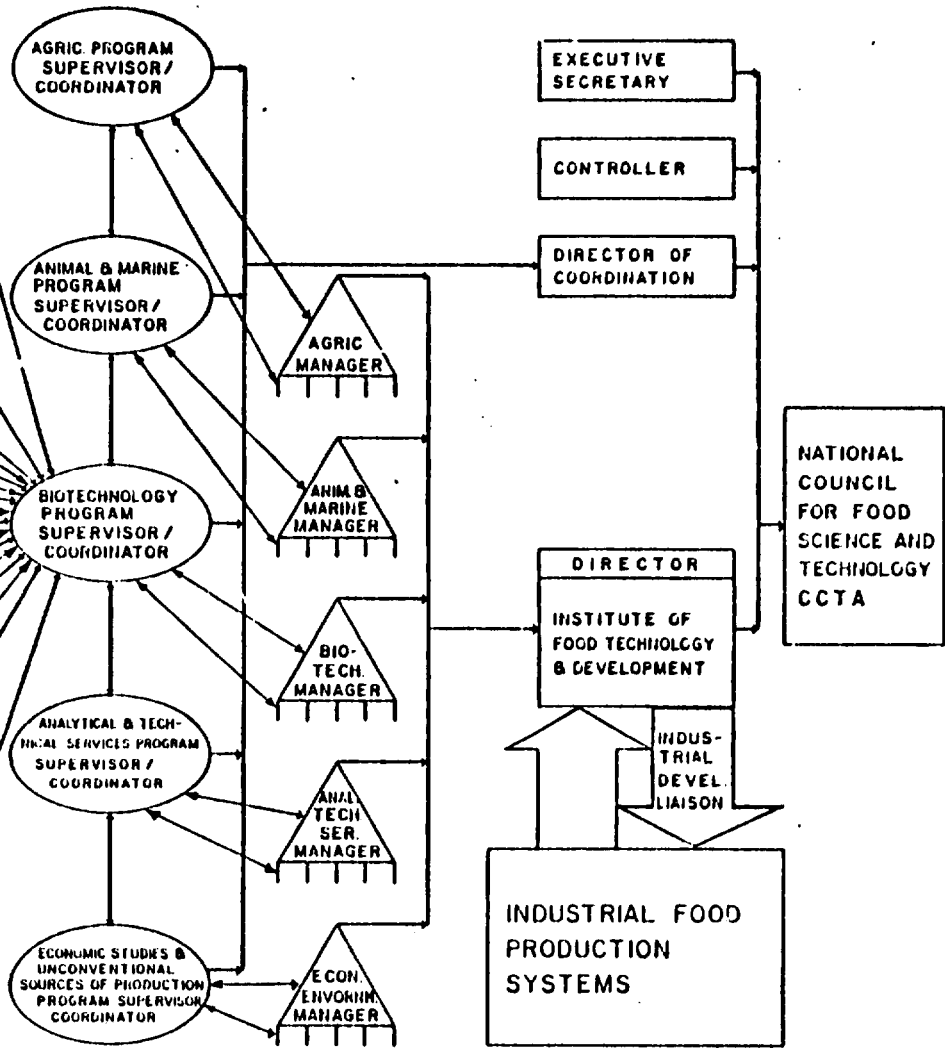 AGRIC. PROGRAM
SUPERVISOR/
COORDINATOR
ANIMAL & MARINE
PROGRAM
SUPERVISOR/
COORDINATOR
BIOTECHNOLOGY
PROGRAM
SUPERVISOR/
COORDINATOR
ANALYTICAL & TECH-
NICAL SERVICES PROGRAM
SUPERVISOR/
COORDINATOR
ECONOMIC STUDIES &
UNCONVENTIONAL
SOURCES OF PRODUCTION
PROGRAM SUPERVISOR
COORDINATOR
AGRIC
MANAGER
ANIM.&
MARINE
MANAGER
BIO-
TECH.
MANAGER
ANAL.
TECH
SER.
MANAGER
ECON.
ENVORNM.
MANAGER
EXECUTIVE
SECRETARY
CONTROLLER
DIRECTOR OF
COORDINATION
DIRECTOR
INSTITUTE OF
FOOD TECHNOLOGY
& DEVELOPMENT
INDUS-
TRIAL
DEVEL.
LIAISON
INDUSTRIAL FOOD
PRODUCTION
SYSTEMS
NATIONAL
COUNCIL
FOR FOOD
SCIENCE AND
TECHNOLOGY
CCTA